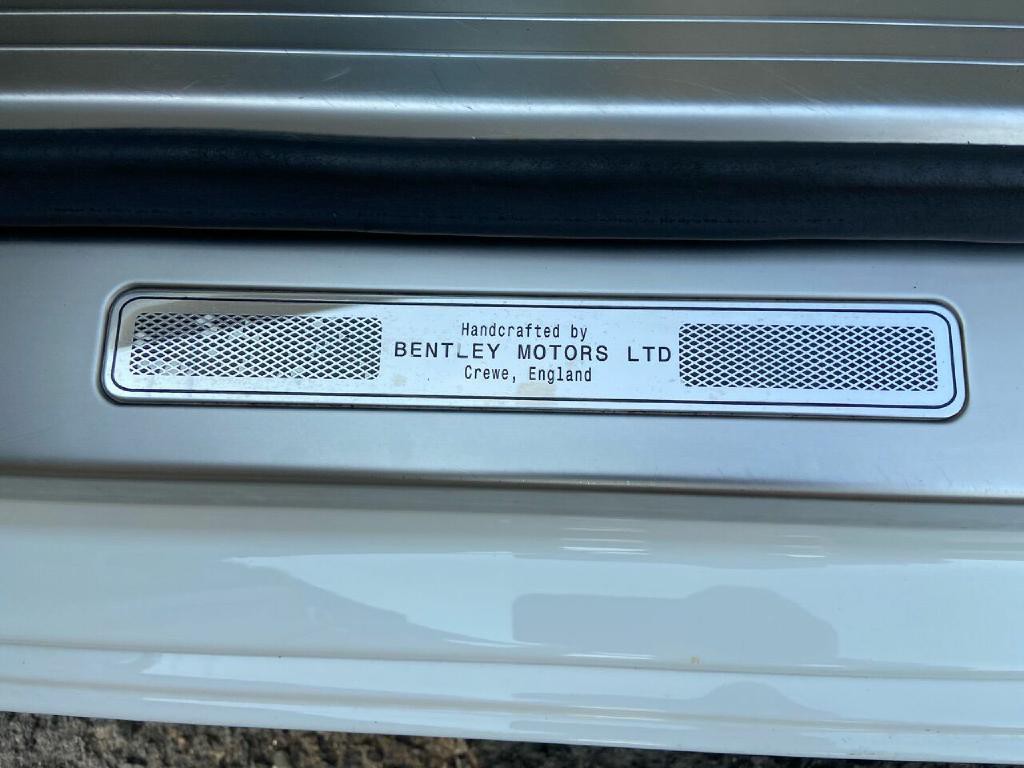 Handcrafted by
BENTLEY MOTORS LTD
Crewe, England